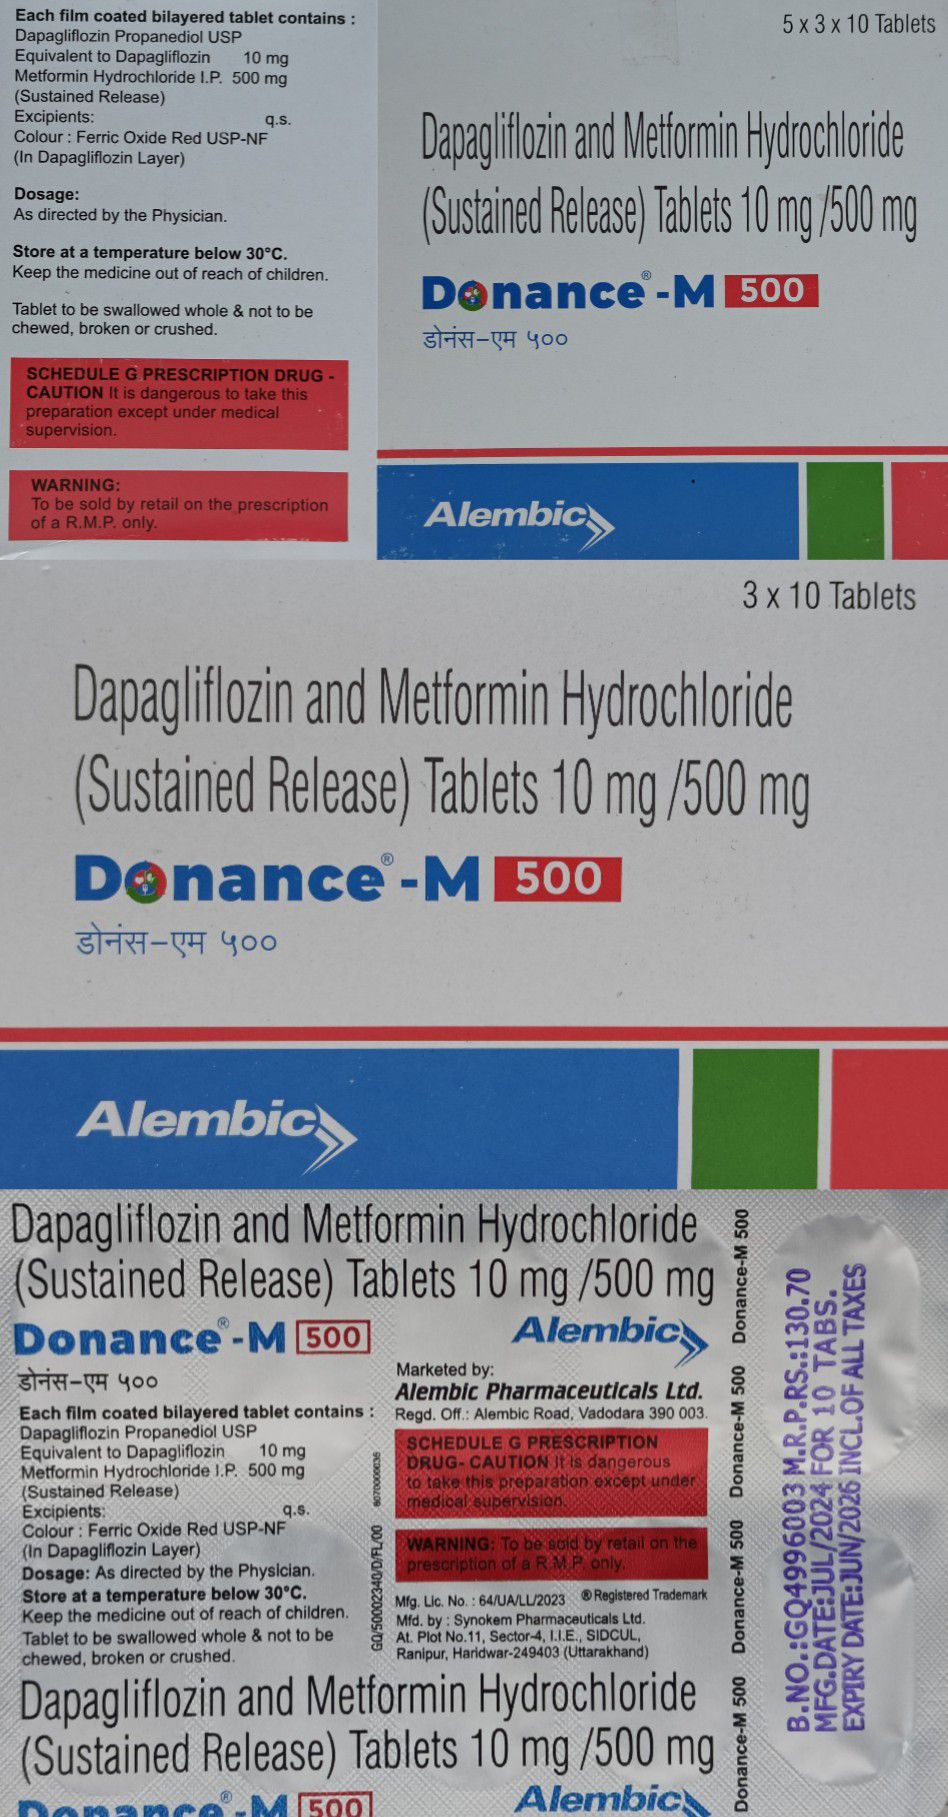 Each film coated bilayered tablet contains :
Dapagliflozin Propanediol USP
Equivalent to Dapagliflozin 10 mg
Metformin Hydrochloride I.P. 500 mg
(Sustained Release)
Excipients: q.s.
Colour : Ferric Oxide Red USP-NF
(In Dapagliflozin Layer)
Dosage:
As directed by the Physician.
Store at a temperature below 30°C.
Keep the medicine out of reach of children.
Tablet to be swallowed whole & not to be
chewed, broken or crushed.
SCHEDULE G PRESCRIPTION DRUG -
CAUTION It is dangerous to take this
preparation except under medical
supervision.
WARNING:
To be sold by retail on the prescription
of a R.M.P. only.
5 x 3 x 10 Tablets
Dapagliflozin and Metformin Hydrochloride
(Sustained Release) Tablets 10 mg /500 mg
Donance®-M 500
डोनंस-एम ५००
Alembic
3 x 10 Tablets
Dapagliflozin and Metformin Hydrochloride
(Sustained Release) Tablets 10 mg /500 mg
Donance®-M 500
डोनंस-एम ५००
Alembic
Dapagliflozin and Metformin Hydrochloride
(Sustained Release) Tablets 10 mg /500 mg
Donance®-M 500
डोनंस-एम ५००
Each film coated bilayered tablet contains :
Dapagliflozin Propanediol USP
Equivalent to Dapagliflozin 10 mg
Metformin Hydrochloride I.P. 500 mg
(Sustained Release)
Excipients: q.s.
Colour : Ferric Oxide Red USP-NF
(In Dapagliflozin Layer)
Dosage: As directed by the Physician.
Store at a temperature below 30°C.
Keep the medicine out of reach of children.
Tablet to be swallowed whole & not to be
chewed, broken or crushed.
Alembic
Marketed by:
Alembic Pharmaceuticals Ltd.
Regd. Off.: Alembic Road, Vadodara 390 003.
SCHEDULE G PRESCRIPTION
DRUG- CAUTION It is dangerous
to take this preparation except under
medical supervision.
WARNING: To be sold by retail on the
prescription of a R.M.P. only.
Mfg. Lic. No. : 64/UA/LL/2023 ® Registered Trademark
Mfd. by : Synokem Pharmaceuticals Ltd.
At. Plot No.11, Sector-4, I.I.E., SIDCUL,
Ranipur, Haridwar-249403 (Uttarakhand)
Donance-M 500 Donance-M 500 Donance-M 500 Donance-M 500
B.NO.:GQ4996003 M.R.P.RS.:130.70
MFG.DATE:JUL/2024 FOR 10 TABS.
EXPIRY DATE:JUN/2026 INCL.OF ALL TAXES
Dapagliflozin and Metformin Hydrochloride
(Sustained Release) Tablets 10 mg /500 mg
Donance®-M 500
Alembic